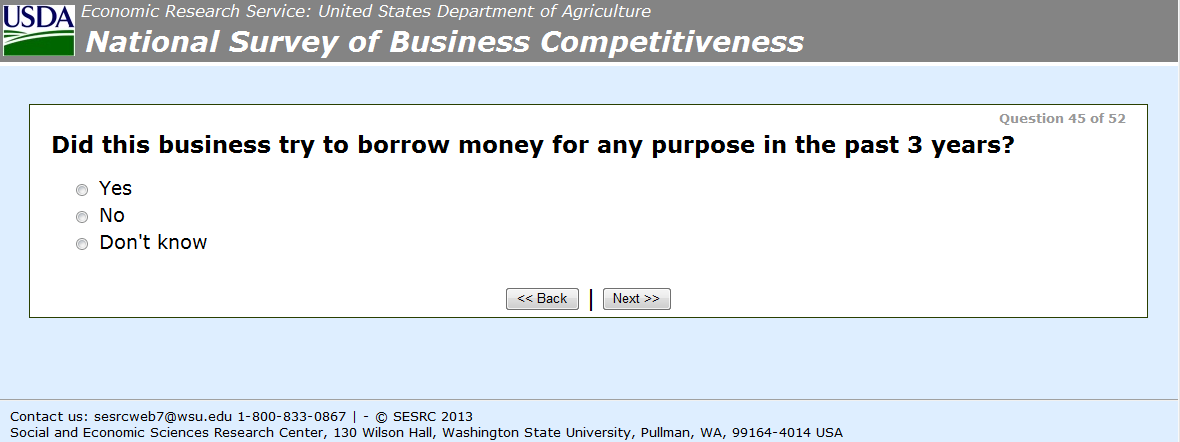 USDA
Economic Research Service: United States Department of Agriculture
National Survey of Business Competitiveness
Question 45 of 52
Did this business try to borrow money for any purpose in the past 3 years?
Yes
No
Don't know
<< Back | Next >>
Contact us: sesrcweb7@wsu.edu 1-800-833-0867 | - © SESRC 2013
Social and Economic Sciences Research Center, 130 Wilson Hall, Washington State University, Pullman, WA, 99164-4014 USA